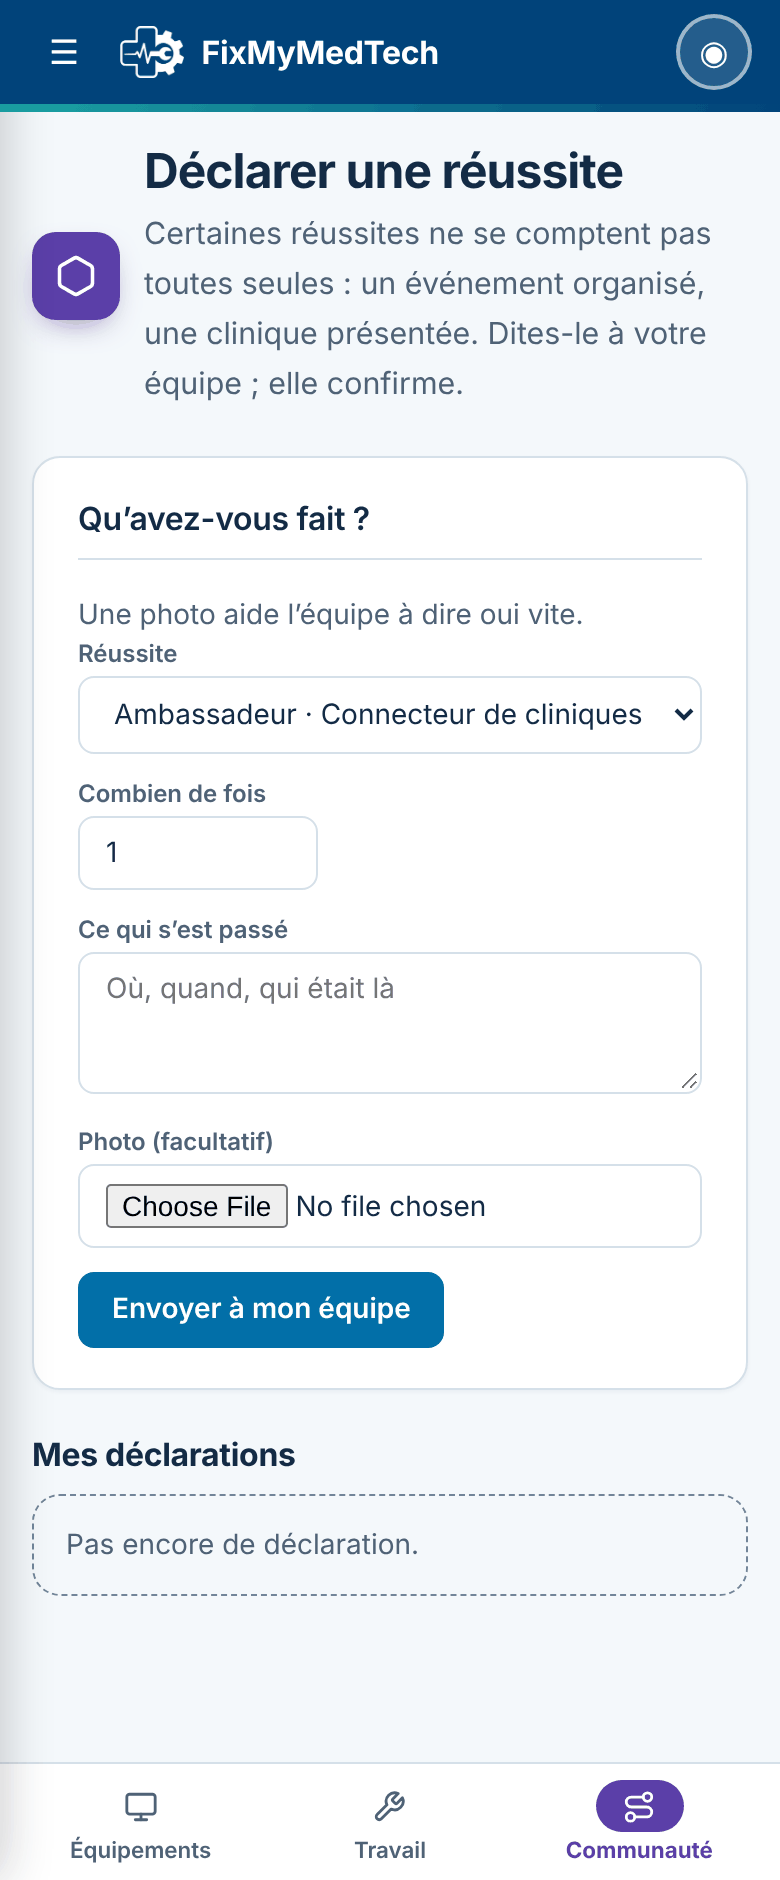 FixMyMedTech
Déclarer une réussite
Certaines réussites ne se comptent pas
toutes seules : un événement organisé,
une clinique présentée. Dites-le à votre
équipe ; elle confirme.
Qu’avez-vous fait ?
Une photo aide l’équipe à dire oui vite.
Réussite
Ambassadeur · Connecteur de cliniques
Combien de fois
1
Ce qui s’est passé
Où, quand, qui était là
Photo (facultatif)
Choose File No file chosen
Envoyer à mon équipe
Mes déclarations
Pas encore de déclaration.
Équipements Travail Communauté